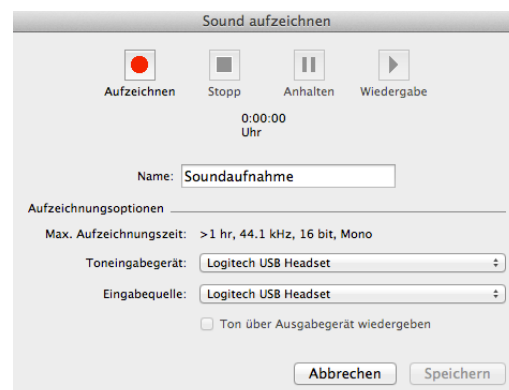 Sound aufzeichnen
Aufzeichnen Stopp Anhalten Wiedergabe
0:00:00
Uhr
Name: Soundaufnahme
Aufzeichnungsoptionen
Max. Aufzeichnungszeit: >1 hr, 44.1 kHz, 16 bit, Mono
Toneingabegerät: Logitech USB Headset
Eingabequelle: Logitech USB Headset
Ton über Ausgabegerät wiedergeben
Abbrechen Speichern